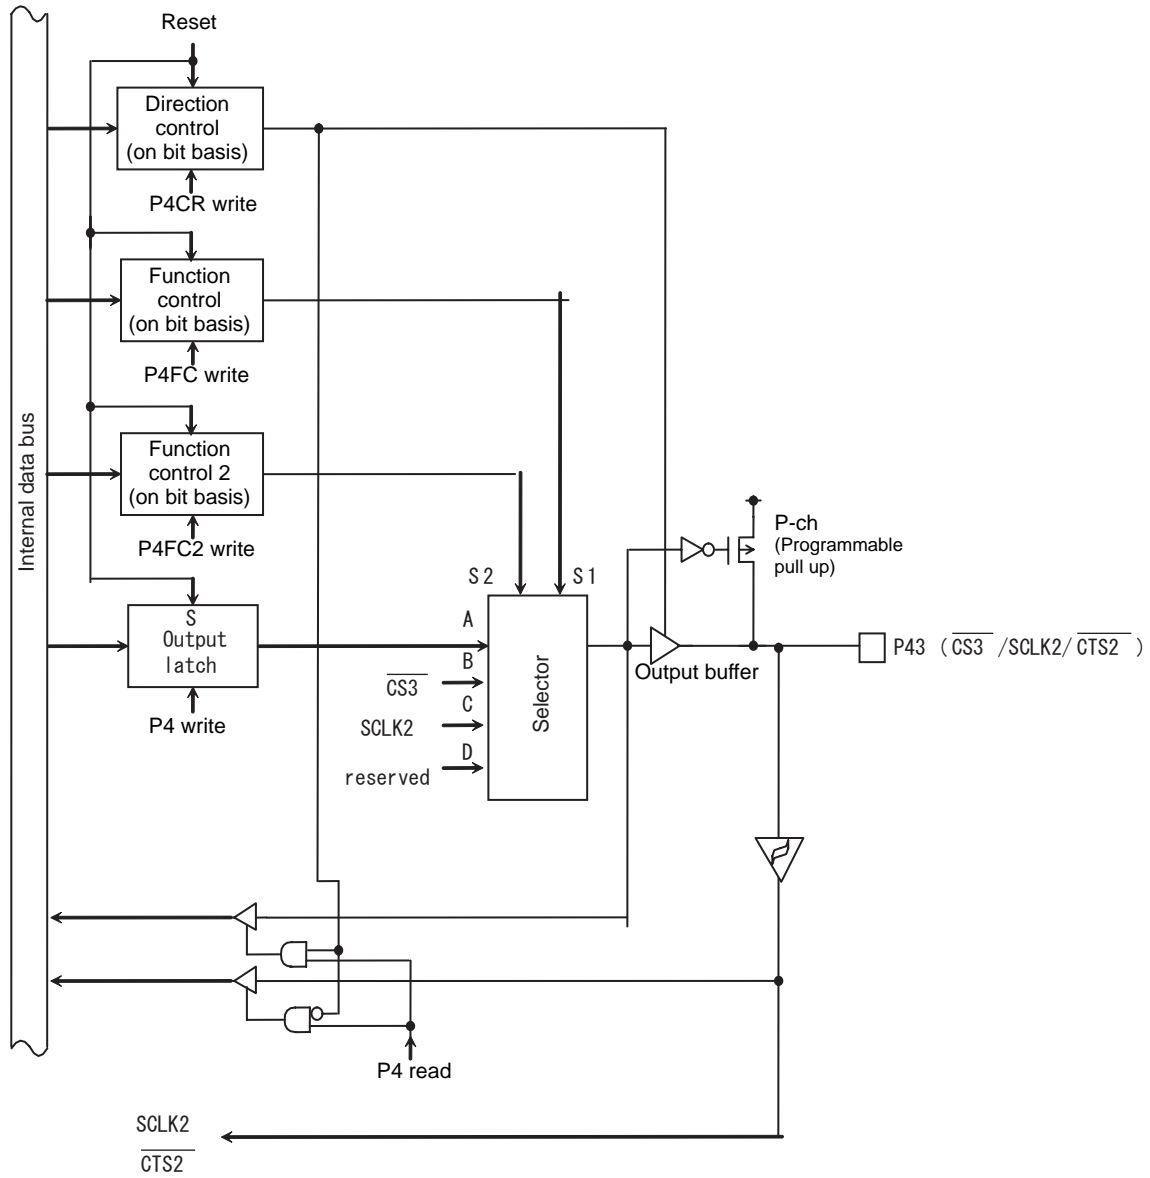 Reset
Direction
control
(on bit basis)
P4CR write
Function
control
(on bit basis)
P4FC write
Internal data bus
Function
control 2
(on bit basis)
P4FC2 write
P-ch
(Programmable
pull up)
S2
S1
S
Output
latch
P4 write
A
B
CS3
C
SCLK2
D
reserved
Selector
Output buffer
P43 (CS3/SCLK2/CTS2)
P4 read
SCLK2
CTS2